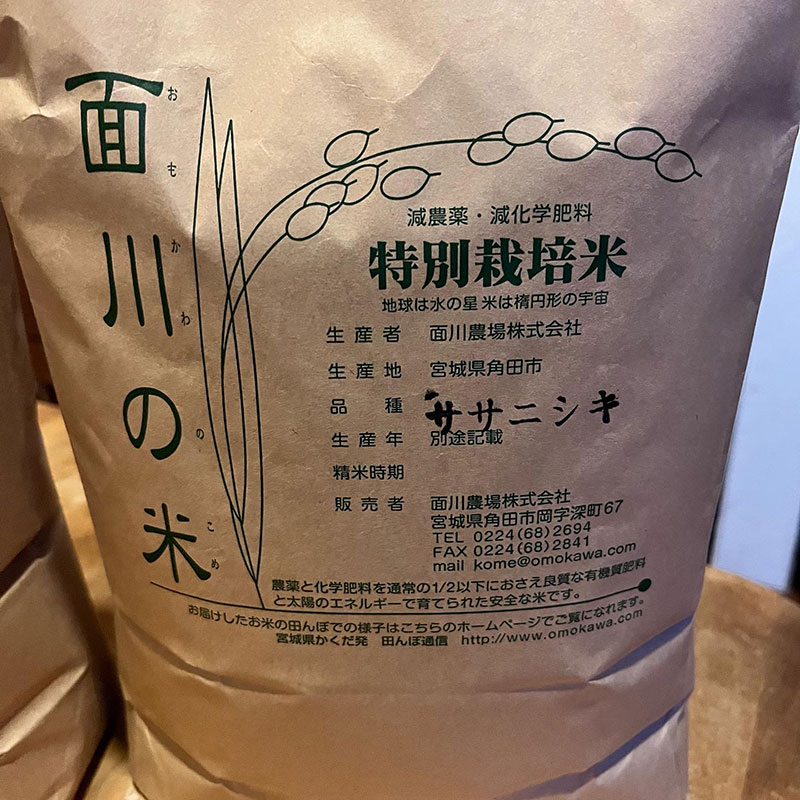 面川の米
おもかわのこめ
減農薬・減化学肥料
特別栽培米
地球は水の星 米は楕円形の宇宙
生産者 面川農場株式会社
生産地 宮城県角田市
品種 ササニシキ
生産年 別途記載
精米時期
販売者 面川農場株式会社
宮城県角田市岡字深町67
TEL 0224(68)2694
FAX 0224(68)2841
mail kome@omokawa.com
農薬と化学肥料を通常の1/2以下におさえ良質な有機質肥料
と太陽のエネルギーで育てられた安全な米です。
お届けしたお米の田んぼでの様子はこちらのホームページでご覧になれます。
宮城県かくだ発 田んぼ通信 http://www.omokawa.com